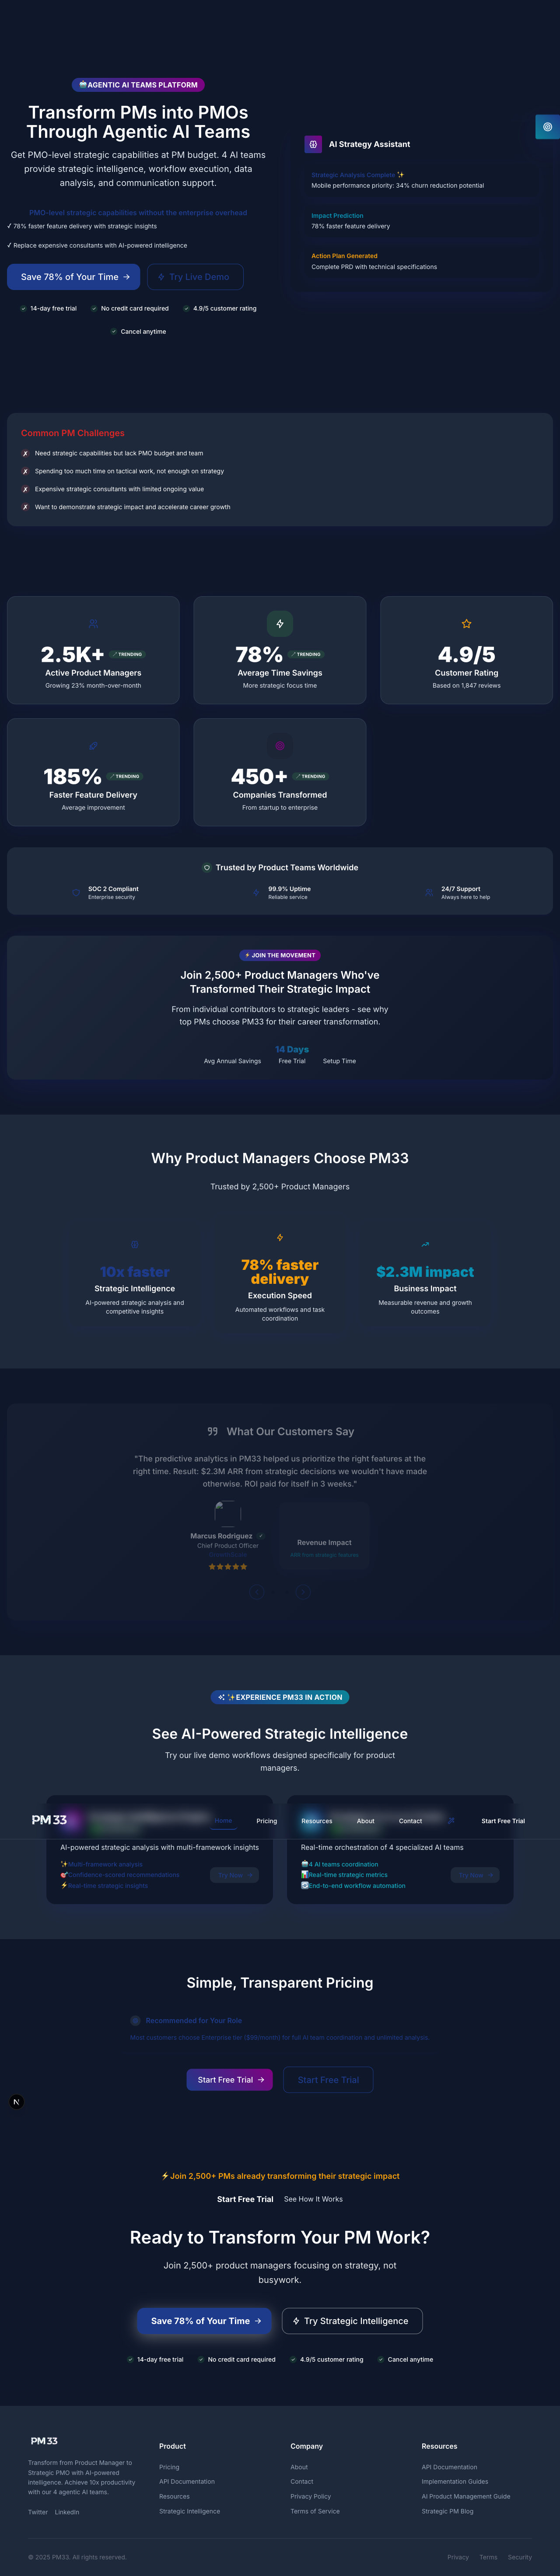 🤖AGENTIC AI TEAMS PLATFORM
Transform PMs into PMOs
Through Agentic AI Teams
Get PMO-level strategic capabilities at PM budget. 4 AI teams
provide strategic intelligence, workflow execution, data
analysis, and communication support.
PMO-level strategic capabilities without the enterprise overhead
✓ 78% faster feature delivery with strategic insights
✓ Replace expensive consultants with AI-powered intelligence
Save 78% of Your Time →
Try Live Demo
14-day free trial
No credit card required
4.9/5 customer rating
Cancel anytime
AI Strategy Assistant
Strategic Analysis Complete ✨
Mobile performance priority: 34% churn reduction potential
Impact Prediction
78% faster feature delivery
Action Plan Generated
Complete PRD with technical specifications
Common PM Challenges
✗ Need strategic capabilities but lack PMO budget and team
✗ Spending too much time on tactical work, not enough on strategy
✗ Expensive strategic consultants with limited ongoing value
✗ Want to demonstrate strategic impact and accelerate career growth
2.5K+
TRENDING
Active Product Managers
Growing 23% month-over-month
78%
TRENDING
Average Time Savings
More strategic focus time
4.9/5
Customer Rating
Based on 1,847 reviews
185%
TRENDING
Faster Feature Delivery
Average improvement
450+
TRENDING
Companies Transformed
From startup to enterprise
Trusted by Product Teams Worldwide
SOC 2 Compliant
Enterprise security
99.9% Uptime
Reliable service
24/7 Support
Always here to help
⚡ JOIN THE MOVEMENT
Join 2,500+ Product Managers Who've
Transformed Their Strategic Impact
From individual contributors to strategic leaders - see why
top PMs choose PM33 for their career transformation.
14 Days
Avg Annual Savings
Free Trial
Setup Time
Why Product Managers Choose PM33
Trusted by 2,500+ Product Managers
10x faster
Strategic Intelligence
AI-powered strategic analysis and
competitive insights
78% faster
delivery
Execution Speed
Automated workflows and task
coordination
$2.3M impact
Business Impact
Measurable revenue and growth
outcomes
What Our Customers Say
"The predictive analytics in PM33 helped us prioritize the right features at the
right time. Result: $2.3M ARR from strategic decisions we wouldn't have made
otherwise. ROI paid for itself in 3 weeks."
Marcus Rodriguez
Chief Product Officer
Revenue Impact
ARR from strategic features
✨EXPERIENCE PM33 IN ACTION
See AI-Powered Strategic Intelligence
Try our live demo workflows designed specifically for product
managers.
PM33
Home
Pricing
Resources
About
Contact
Start Free Trial
AI-powered strategic analysis with multi-framework insights
✨Multi-framework analysis
🎯Confidence-scored recommendations
⚡Real-time strategic insights
Try Now →
Real-time orchestration of 4 specialized AI teams
🤖4 AI teams coordination
📊Real-time strategic metrics
🔄End-to-end workflow automation
Try Now →
Simple, Transparent Pricing
Recommended for Your Role
Start Free Trial →
Start Free Trial
⚡Join 2,500+ PMs already transforming their strategic impact
Start Free Trial
See How It Works
Ready to Transform Your PM Work?
Join 2,500+ product managers focusing on strategy, not
busywork.
Save 78% of Your Time →
Try Strategic Intelligence
14-day free trial
No credit card required
4.9/5 customer rating
Cancel anytime
PM33
Transform from Product Manager to
Strategic PMO with AI-powered
intelligence. Achieve 10x productivity
with our 4 agentic AI teams.
Twitter
LinkedIn
Product
Pricing
API Documentation
Resources
Strategic Intelligence
Company
About
Contact
Privacy Policy
Terms of Service
Resources
API Documentation
Implementation Guides
AI Product Management Guide
Strategic PM Blog
© 2025 PM33. All rights reserved.
Privacy
Terms
Security